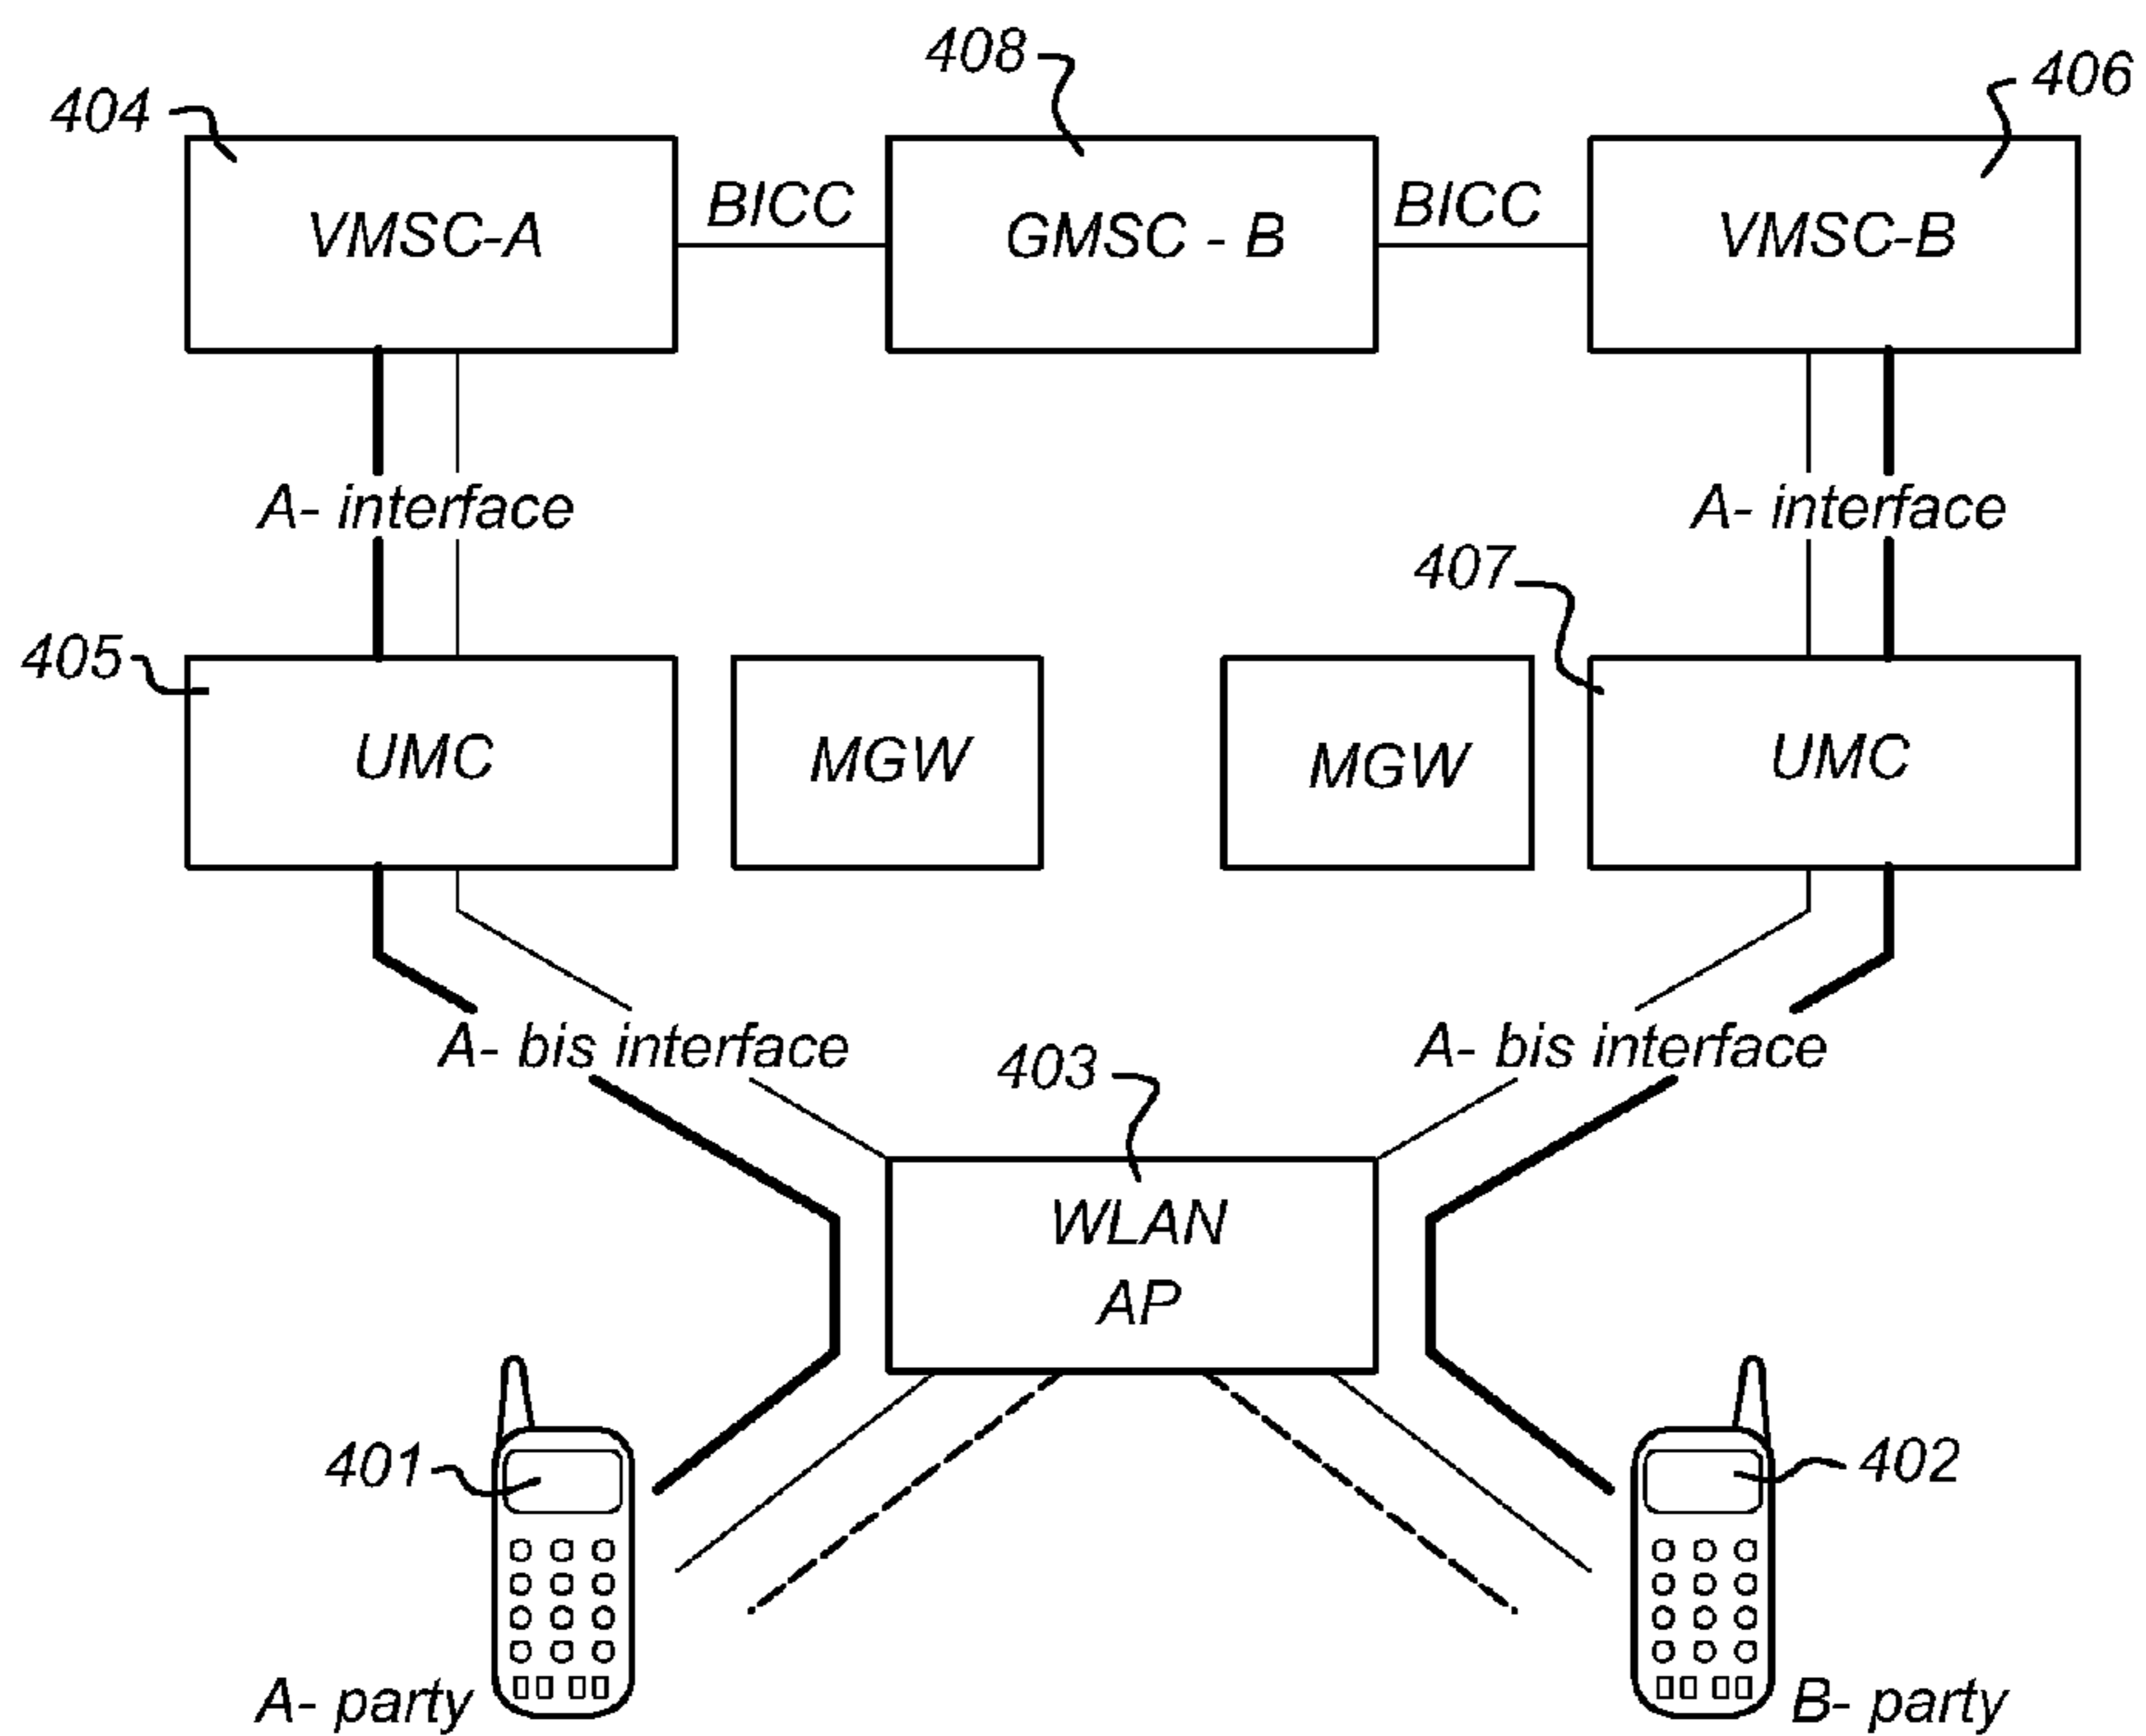 408
406
404
BICC
BICC
VMSC-A
GMSC - B
VMSC-B
A- interface
A- interface
407
405
UMC
MGW
MGW
UMC
A- bis interface
A- bis interface
403
WLAN
AP
401
402
A- party
B- party